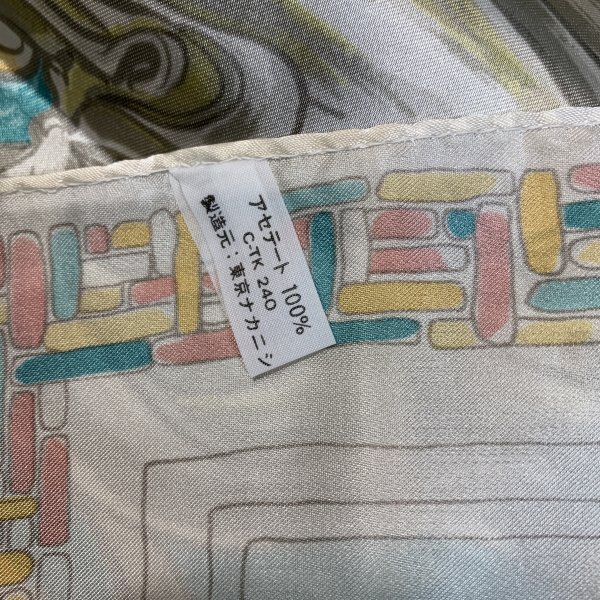 アセテート 100%
C-TK 240
製造元：東京ナカニシ